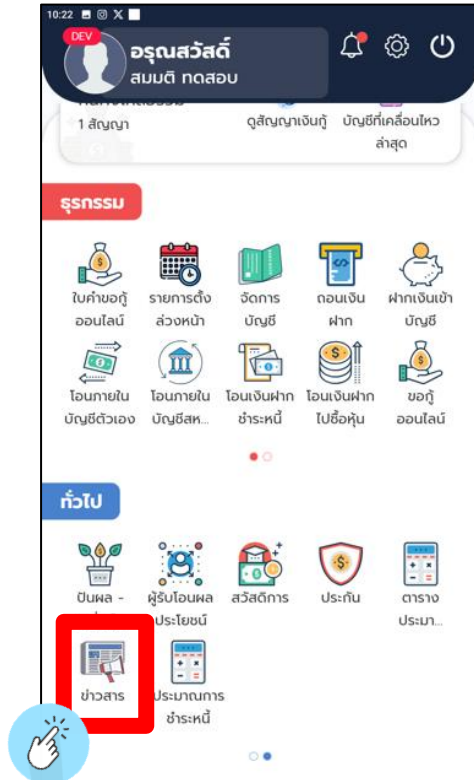 10:22
DEV
อรุณสวัสดิ์
สมมติ ทดสอบ
1 สัญญา
ดูสัญญาเงินกู้
บัญชีที่เคลื่อนไหว
ล่าสุด
ธุรกรรม
ใบคำขอกู้
ออนไลน์
รายการตั้ง
ล่วงหน้า
จัดการ
บัญชี
ถอนเงิน
ฝาก
ฝากเงินเข้า
บัญชี
โอนภายใน
บัญชีตัวเอง
โอนภายใน
บัญชีสห...
โอนเงินฝาก
ชำระหนี้
โอนเงินฝาก
ไปซื้อหุ้น
ขอกู้
ออนไลน์
ทั่วไป
ปันผล -
ผู้รับโอนผล
ประโยชน์
สวัสดิการ
ประกัน
ตาราง
ประมา...
ข่าวสาร
ประมาณการ
ชำระหนี้